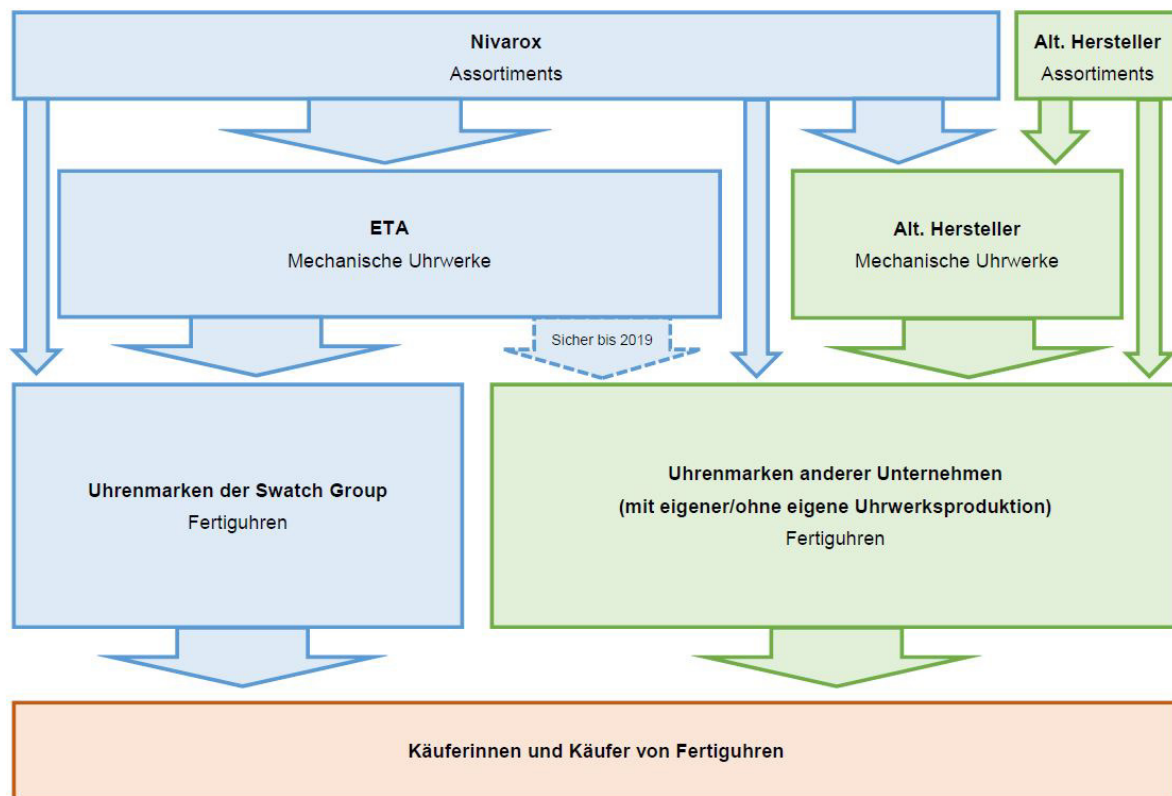 Nivarox
Assortiments
Alt. Hersteller
Assortiments
ETA
Mechanische Uhrwerke
Alt. Hersteller
Mechanische Uhrwerke
Sicher bis 2019
Uhrenmarken der Swatch Group
Fertiguhren
Uhrenmarken anderer Unternehmen
(mit eigener/ohne eigene Uhrwerksproduktion)
Fertiguhren
Käuferinnen und Käufer von Fertiguhren